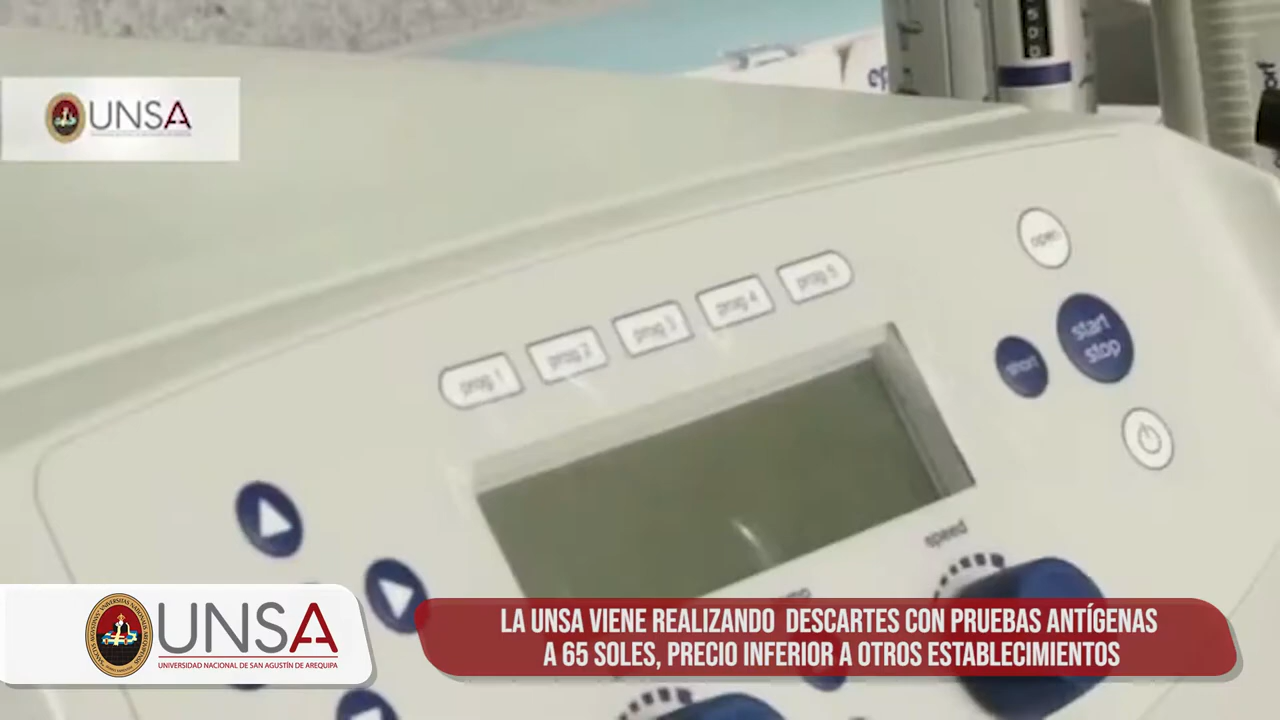 UNSA
prog 1
prog 2
prog 3
prog 4
prog 5
open
start
stop
short
speed
UNSA
UNIVERSIDAD NACIONAL DE SAN AGUSTÍN DE AREQUIPA
LA UNSA VIENE REALIZANDO DESCARTES CON PRUEBAS ANTÍGENAS
A 65 SOLES, PRECIO INFERIOR A OTROS ESTABLECIMIENTOS